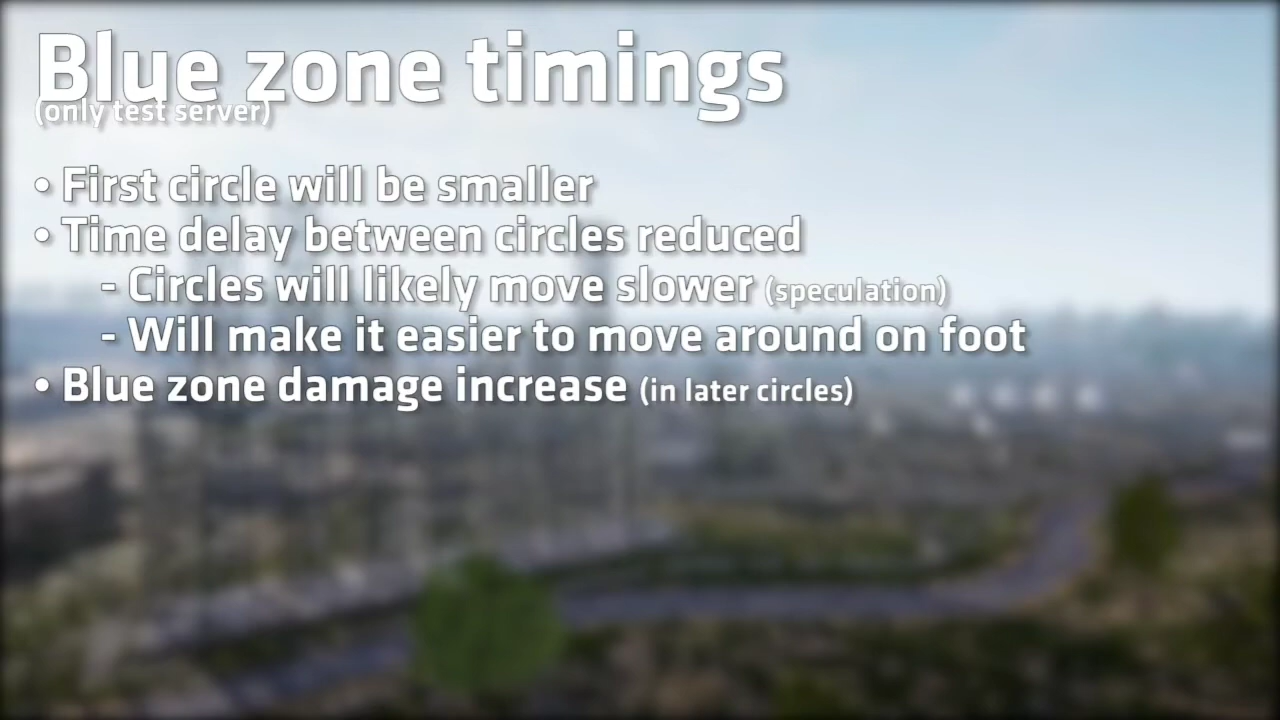 Blue zone timings
(only test server)
• First circle will be smaller
• Time delay between circles reduced
- Circles will likely move slower (speculation)
- Will make it easier to move around on foot
• Blue zone damage increase (in later circles)